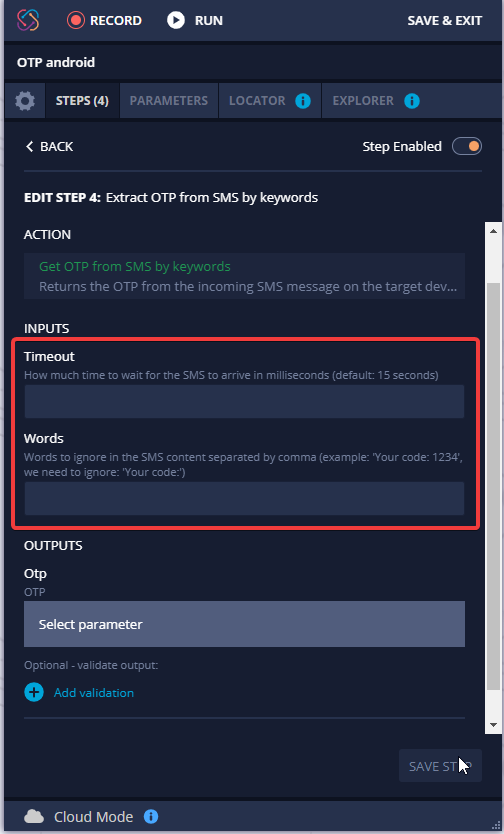 RECORD RUN SAVE & EXIT
OTP android
STEPS (4) PARAMETERS LOCATOR i EXPLORER i
BACK Step Enabled
EDIT STEP 4: Extract OTP from SMS by keywords
ACTION
Get OTP from SMS by keywords
Returns the OTP from the incoming SMS message on the target dev...
INPUTS
Timeout
How much time to wait for the SMS to arrive in milliseconds (defult: 15 seconds)
Words
Words to ignore in the SMS content separated by comma (example: 'Your code: 1234',
we need to ignore: 'Your code:')
OUTPUTS
Otp
OTP
Select parameter
Optional - validate output:
Add validation
SAVE STEP
Cloud Mode i